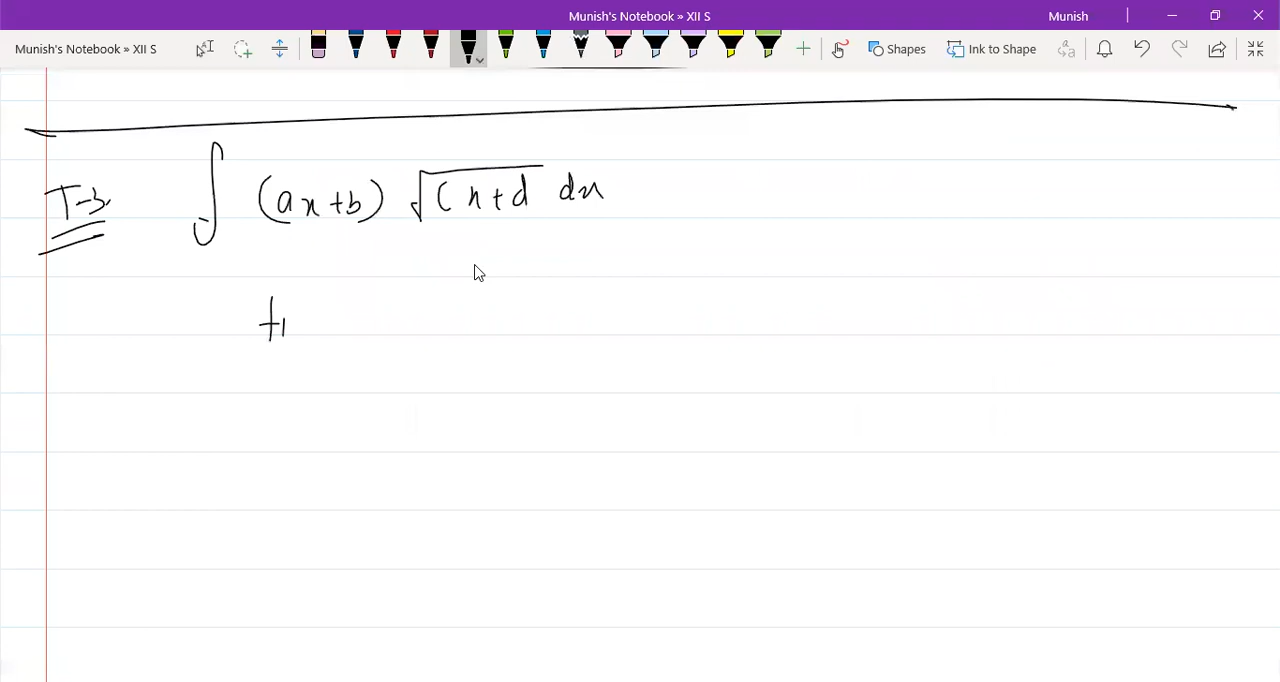 Munish's Notebook » XII S
Munish
Munish's Notebook » XII S
Shapes
Ink to Shape
T-3. ∫ (ax+b) √(cx+d) dx